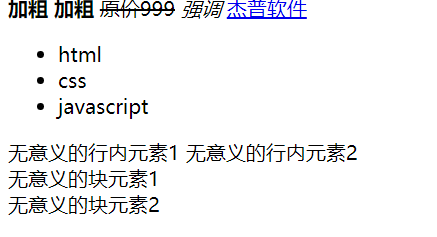 加粗 加粗 原价999 强调 杰普软件
html
css
javascript
无意义的行内元素1 无意义的行内元素2
无意义的块元素1
无意义的块元素2